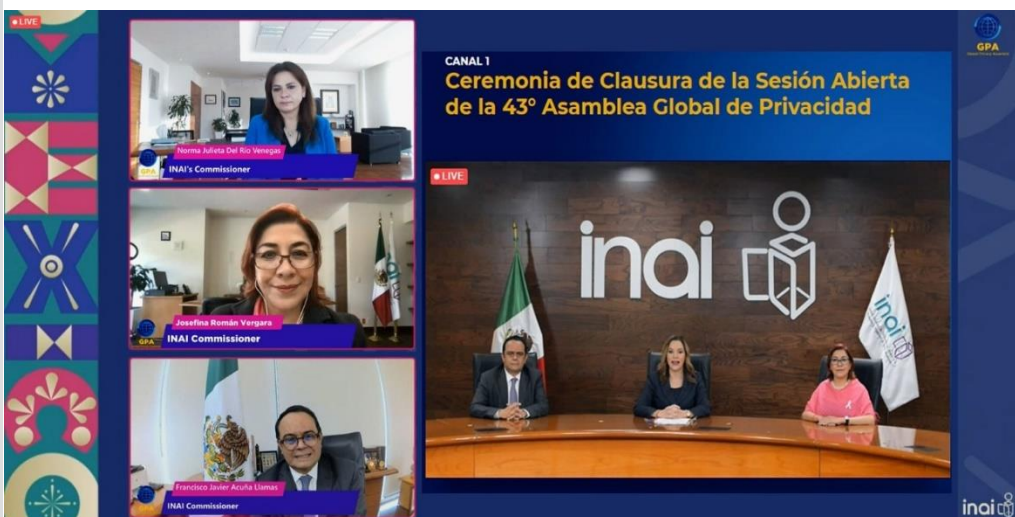 LIVE
GPA
Norma Julieta Del Río Venegas
GPA
INAI's Commissioner
Josefina Román Vergara
GPA
INAI Commissioner
Francisco Javier Acuña Llamas
GPA
INAI Commissioner
CANAL 1
Ceremonia de Clausura de la Sesión Abierta
de la 43° Asamblea Global de Privacidad
LIVE
inai
inai
inai